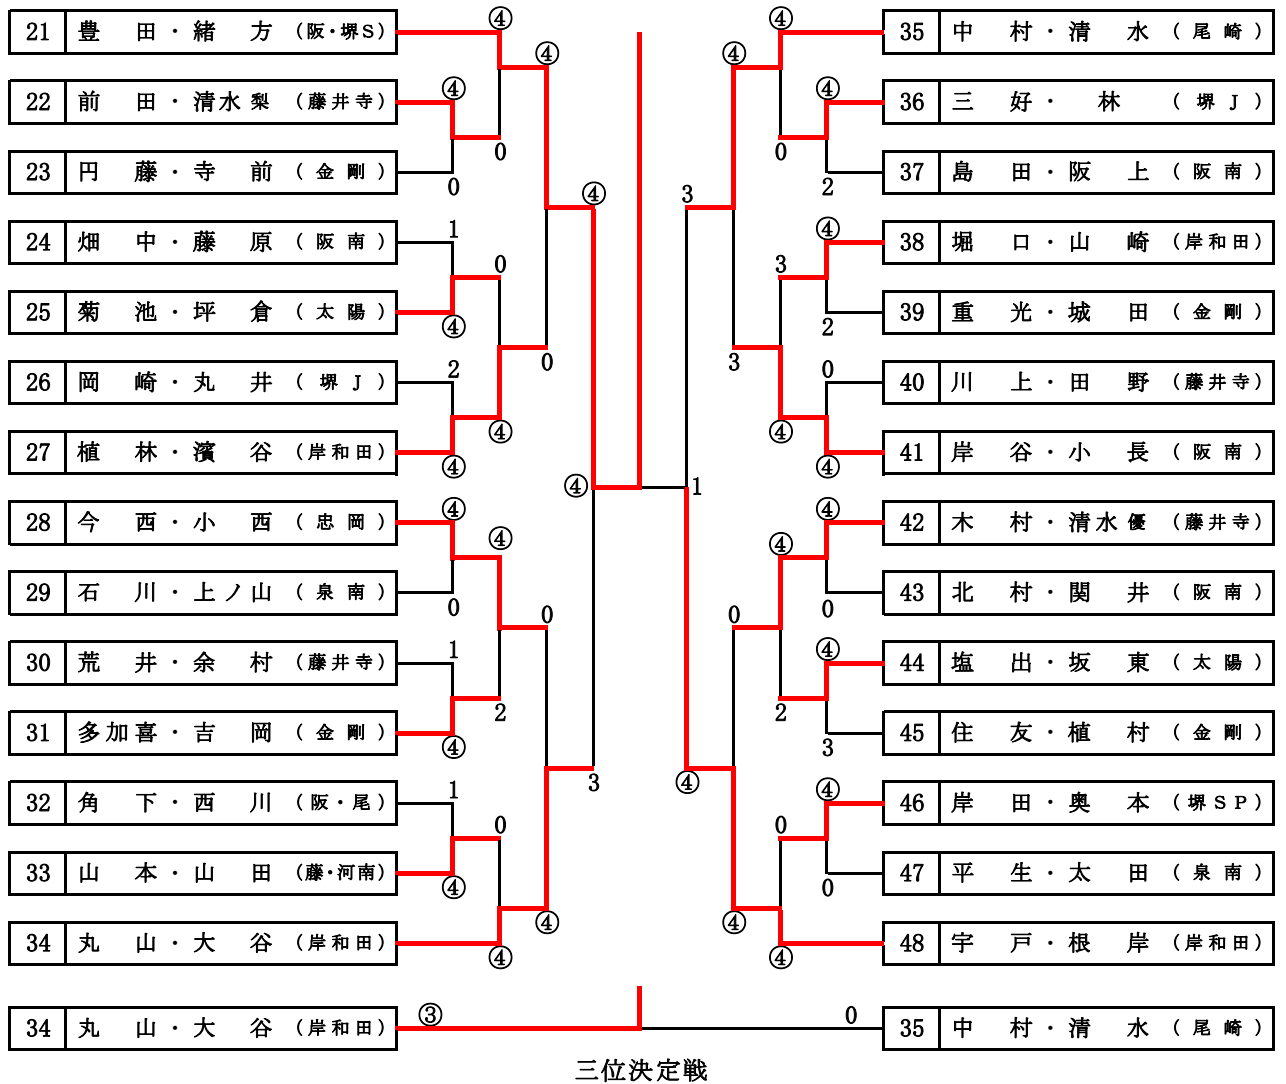 21 豊田・緒方 (阪・堺S)
22 前田・清水梨 (藤井寺)
23 円藤・寺前 (金剛)
24 畑中・藤原 (阪南)
25 菊池・坪倉 (太陽)
26 岡崎・丸井 (堺J)
27 植林・濱谷 (岸和田)
28 今西・小西 (忠岡)
29 石川・上ノ山 (泉南)
30 荒井・余村 (藤井寺)
31 多加喜・吉岡 (金剛)
32 角下・西川 (阪・尾)
33 山本・山田 (藤・河南)
34 丸山・大谷 (岸和田)
④
④
④
0
0
1
0
④
2
④
④
0
④
④
④
0
1
④
2
0
1
④
0
④
④
3
④
④
④
④
0
④
2
3
④
3
2
0
④
④
3
1
④
④
0
0
④
2
3
④
0
0
④
④
④
35 中村・清水 (尾崎)
36 三好・林 (堺J)
37 島田・阪上 (阪南)
38 堀口・山崎 (岸和田)
39 重光・城田 (金剛)
40 川上・田野 (藤井寺)
41 岸谷・小長 (阪南)
42 木村・清水優 (藤井寺)
43 北村・関井 (阪南)
44 塩出・坂東 (太陽)
45 住友・植村 (金剛)
46 岸田・奥本 (堺SP)
47 平生・太田 (泉南)
48 宇戸・根岸 (岸和田)
34 丸山・大谷 (岸和田) ③ 0 35 中村・清水 (尾崎)
三位決定戦